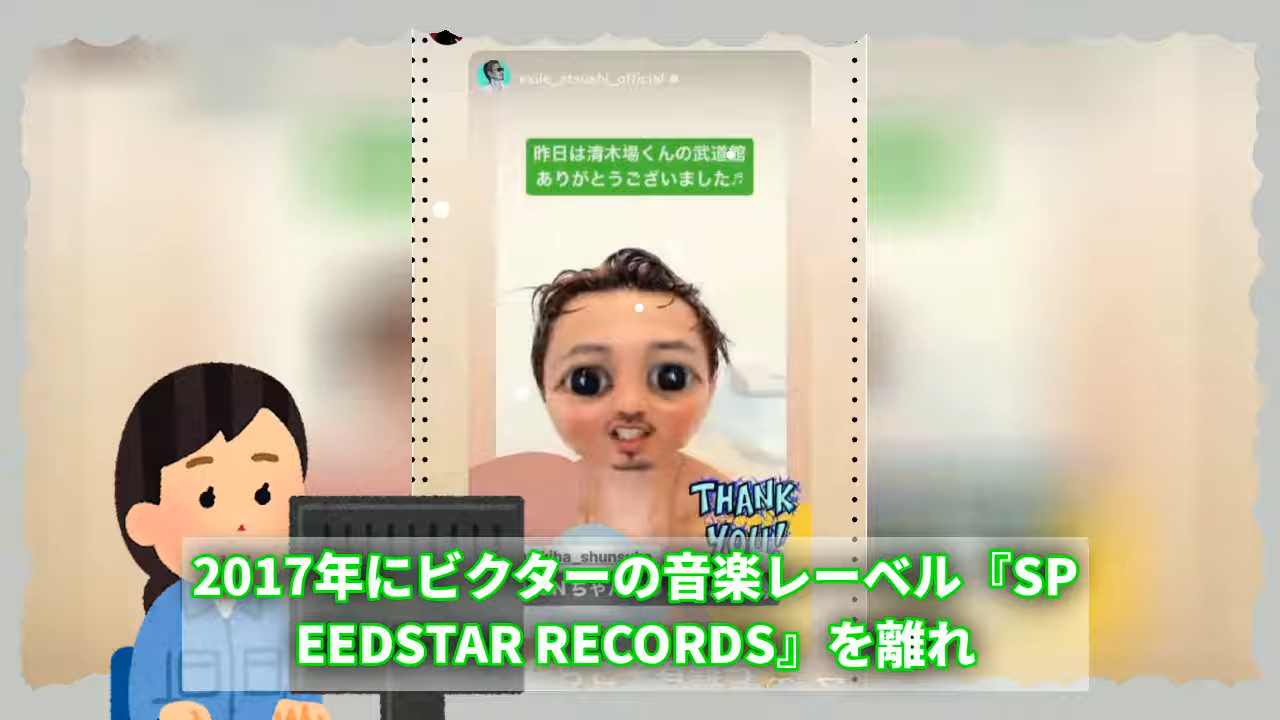 exile_atsushi_official
昨日は清木場くんの武道館
ありがとうございました♬
THANK
YOU!
2017年にビクターの音楽レーベル『SP
EEDSTAR RECORDS』を離れ